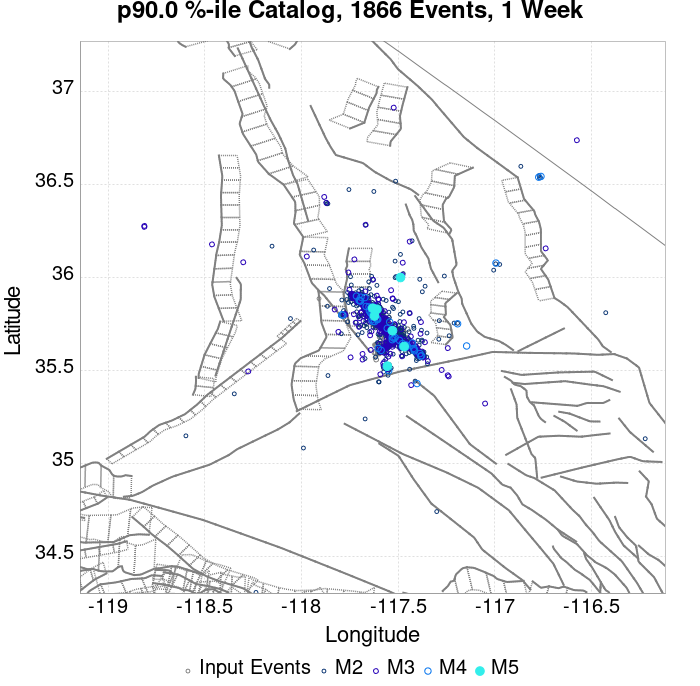 p90.0 %-ile Catalog, 1866 Events, 1 Week
37
36.5
36
35.5
35
34.5
Latitude
-119 -118.5 -118 -117.5 -117 -116.5
Longitude
Input Events M2 M3 M4 M5